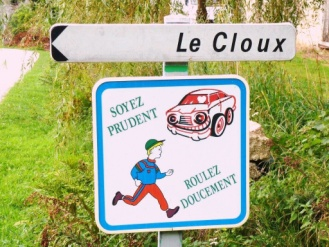 Le Cloux
SOYEZ
PRUDENT
ROULEZ
DOUCEMENT